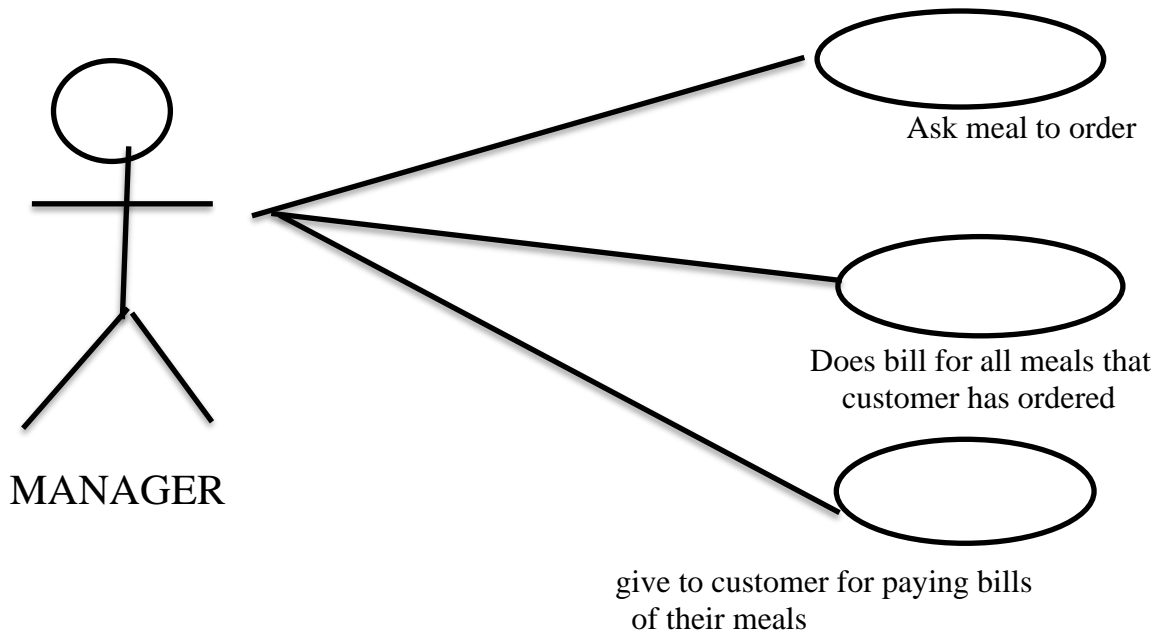 Ask meal to order
Does bill for all meals that
customer has ordered
MANAGER
give to customer for paying bills
of their meals